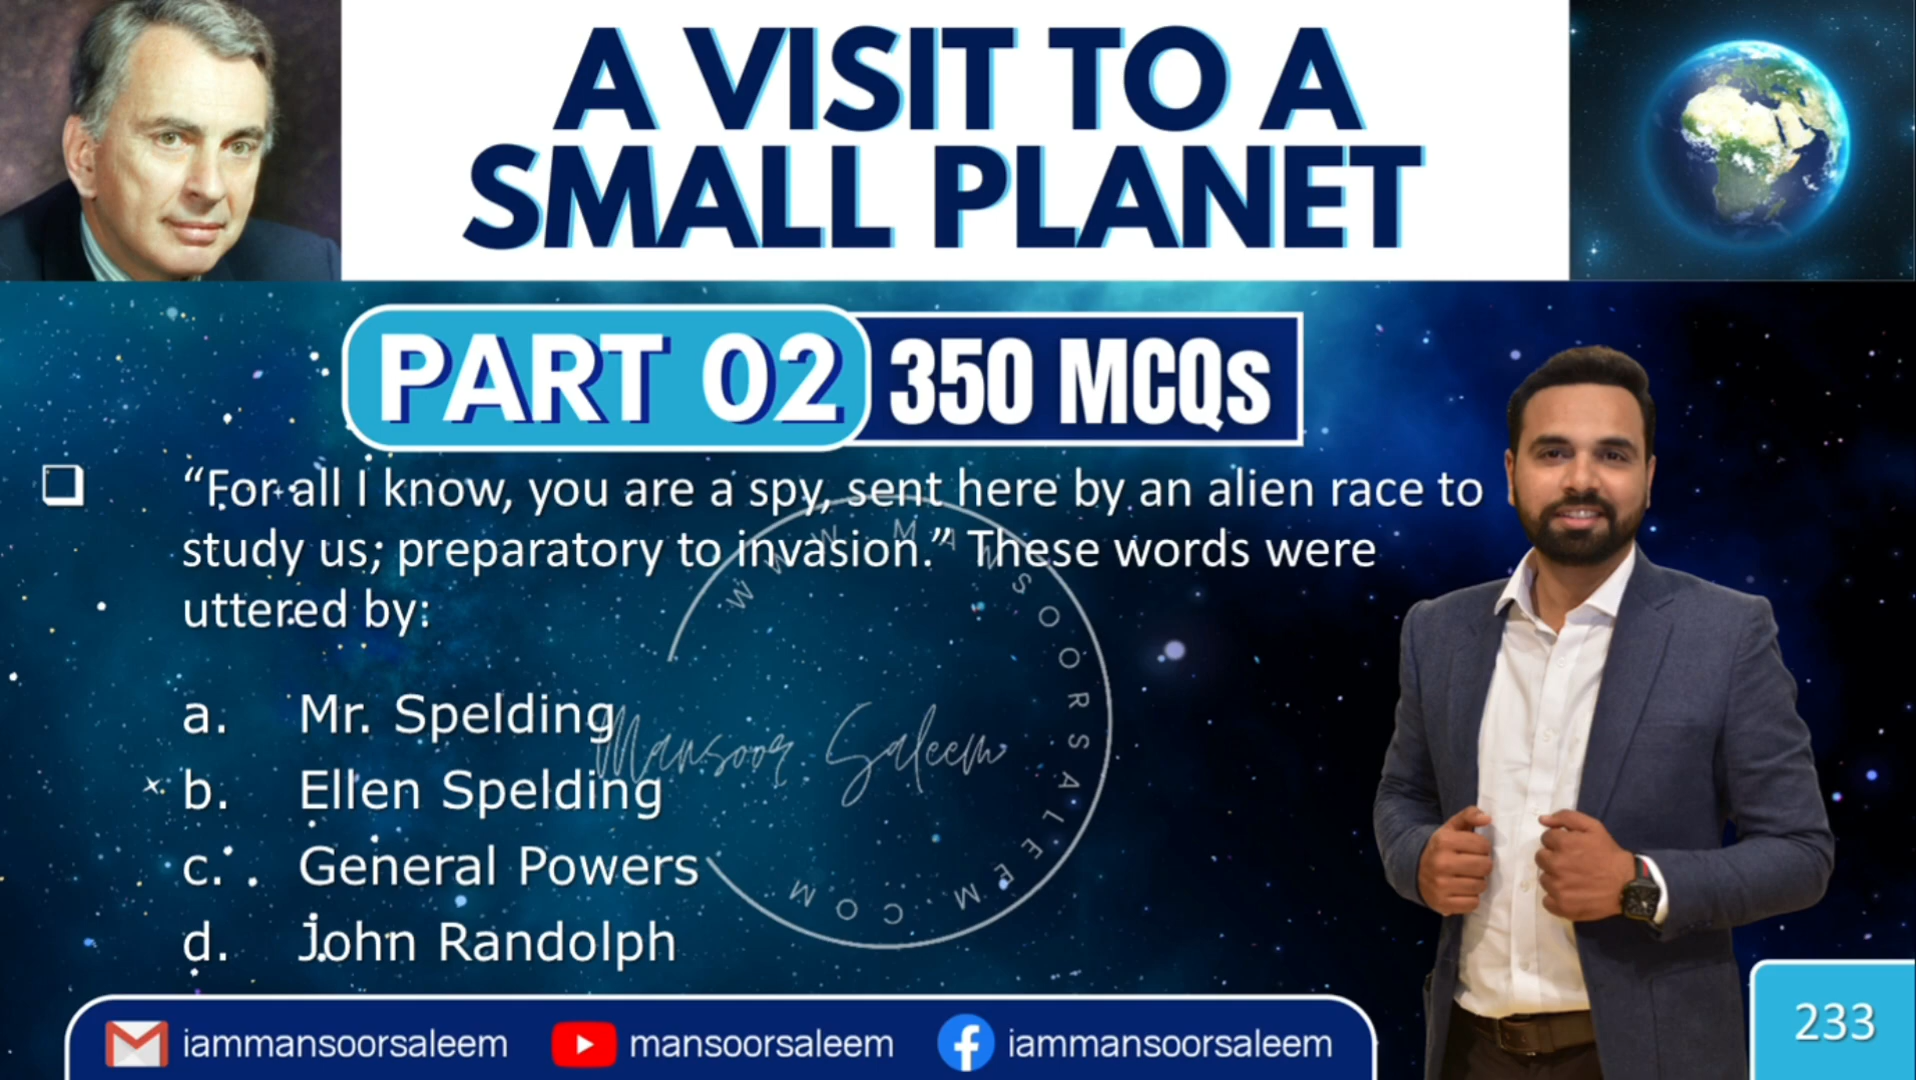 A VISIT TO A
SMALL PLANET
PART 02 350 MCQs
“For all I know, you are a spy, sent here by an alien race to
study us; preparatory to invasion.” These words were
uttered by:
a. Mr. Spelding
b. Ellen Spelding
c. General Powers
d. John Randolph
WWW.MANSOORSALEEM.COM
Mansoor Saleem
iammansoorsaleem mansoorsaleem iammansoorsaleem
233